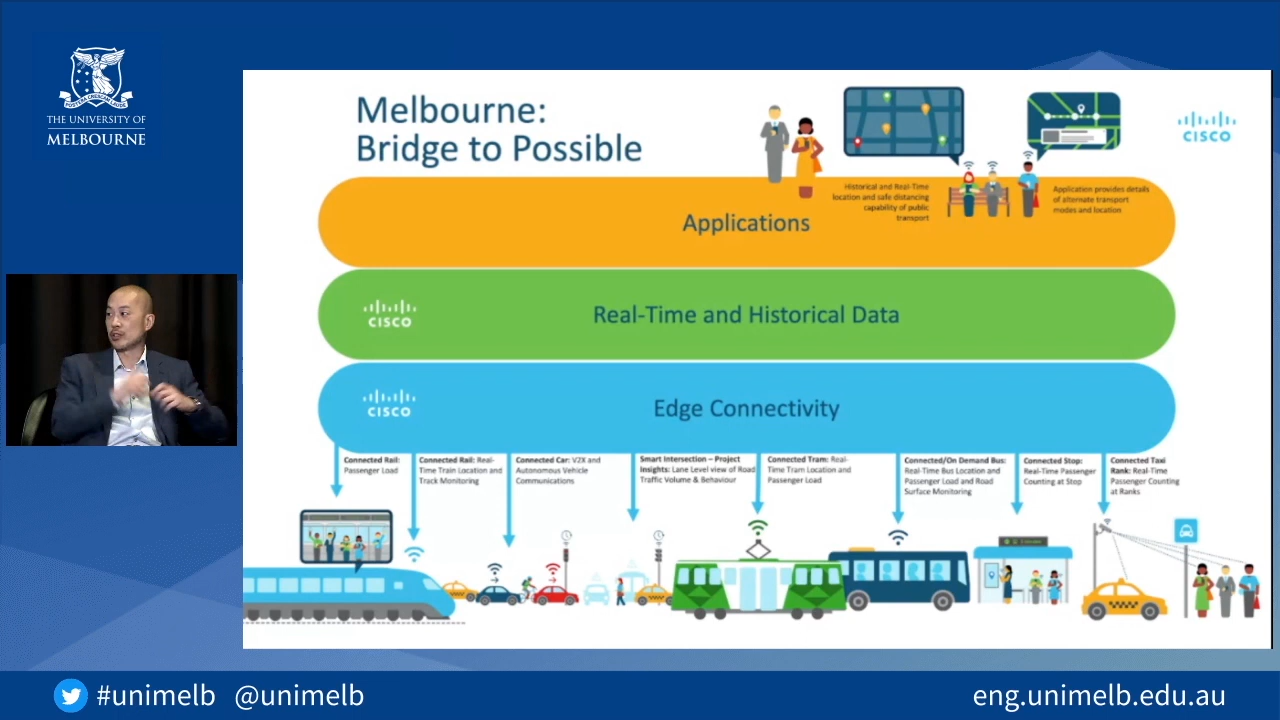 THE UNIVERSITY OF
MELBOURNE
Melbourne:
Bridge to Possible
CISCO
Historical and Real-Time
location and safe distancing
capability of public
transport
Application provides details
of alternate transport
modes and location
Applications
CISCO
Real-Time and Historical Data
CISCO
Edge Connectivity
Connected Rail:
Passenger Load
Connected Rail: Real-
Time Train Location and
Track Monitoring
Connected Car: V2X and
Autonomous Vehicle
Communications
Smart Intersection – Project
Insights: Lane Level view of Road
Traffic Volume & Behaviour
Connected Tram: Real-
Time Tram Location and
Passenger Load
Connected/On Demand Bus:
Real-Time Bus Location and
Passenger Load and Road
Surface Monitoring
Connected Stop:
Real-Time Passenger
Counting at Stop
Connected Taxi
Rank: Real-Time
Passenger Counting
at Ranks
#unimelb @unimelb
eng.unimelb.edu.au